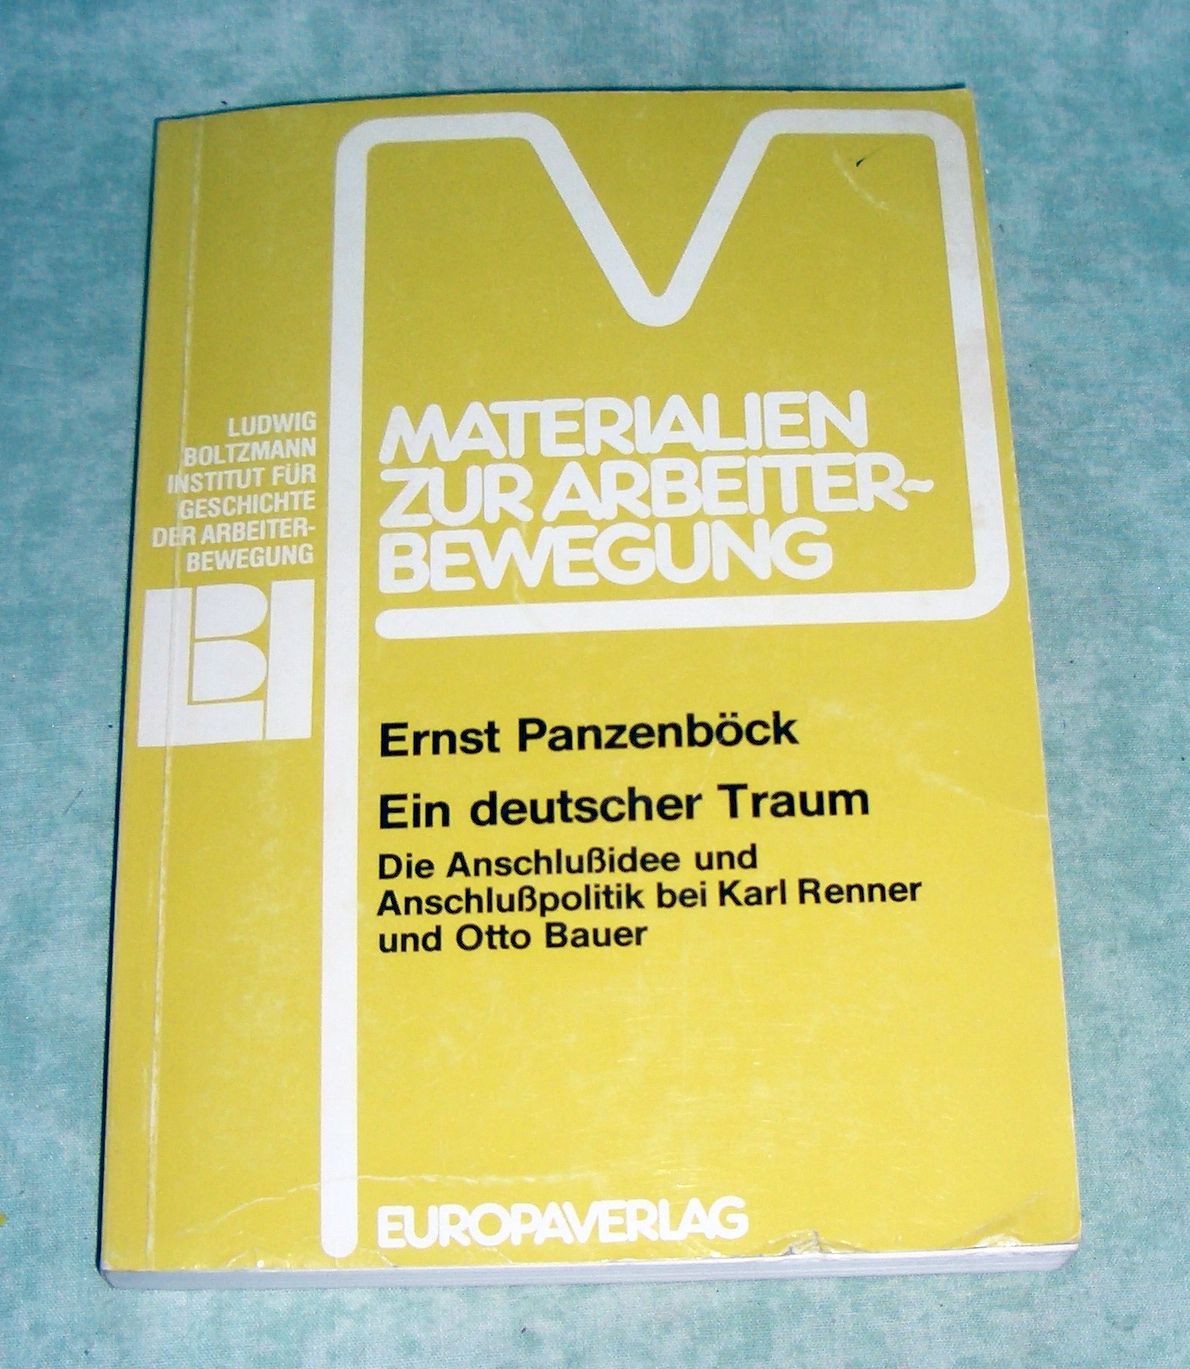 LUDWIG
BOLTZMANN
INSTITUT FÜR
GESCHICHTE
DER ARBEITER-
BEWEGUNG
LBI
MATERIALIEN
ZUR ARBEITER~
BEWEGUNG
Ernst Panzenböck
Ein deutscher Traum
Die Anschlußidee und
Anschlußpolitik bei Karl Renner
und Otto Bauer
EUROPAVERLAG